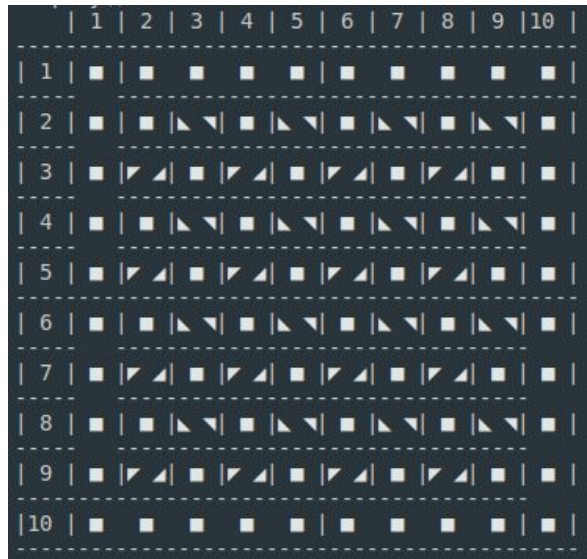 | 1 | 2 | 3 | 4 | 5 | 6 | 7 | 8 | 9 |10 |
| 1 | ■ | ■   ■   ■   ■ | ■   ■   ■   ■   ■ |
| 2 | ■ | ■ |◣ ◥| ■ |◣ ◥| ■ |◣ ◥| ■ |◣ ◥| ■ |
| 3 | ■ |◤ ◢| ■ |◤ ◢| ■ |◤ ◢| ■ |◤ ◢| ■ | ■ |
| 4 | ■ | ■ |◣ ◥| ■ |◣ ◥| ■ |◣ ◥| ■ |◣ ◥| ■ |
| 5 | ■ |◤ ◢| ■ |◤ ◢| ■ |◤ ◢| ■ |◤ ◢| ■ | ■ |
| 6 | ■ | ■ |◣ ◥| ■ |◣ ◥| ■ |◣ ◥| ■ |◣ ◥| ■ |
| 7 | ■ |◤ ◢| ■ |◤ ◢| ■ |◤ ◢| ■ |◤ ◢| ■ | ■ |
| 8 | ■ | ■ |◣ ◥| ■ |◣ ◥| ■ |◣ ◥| ■ |◣ ◥| ■ |
| 9 | ■ |◤ ◢| ■ |◤ ◢| ■ |◤ ◢| ■ |◤ ◢| ■ | ■ |
|10 | ■   ■   ■   ■   ■ | ■   ■   ■   ■ | ■ |